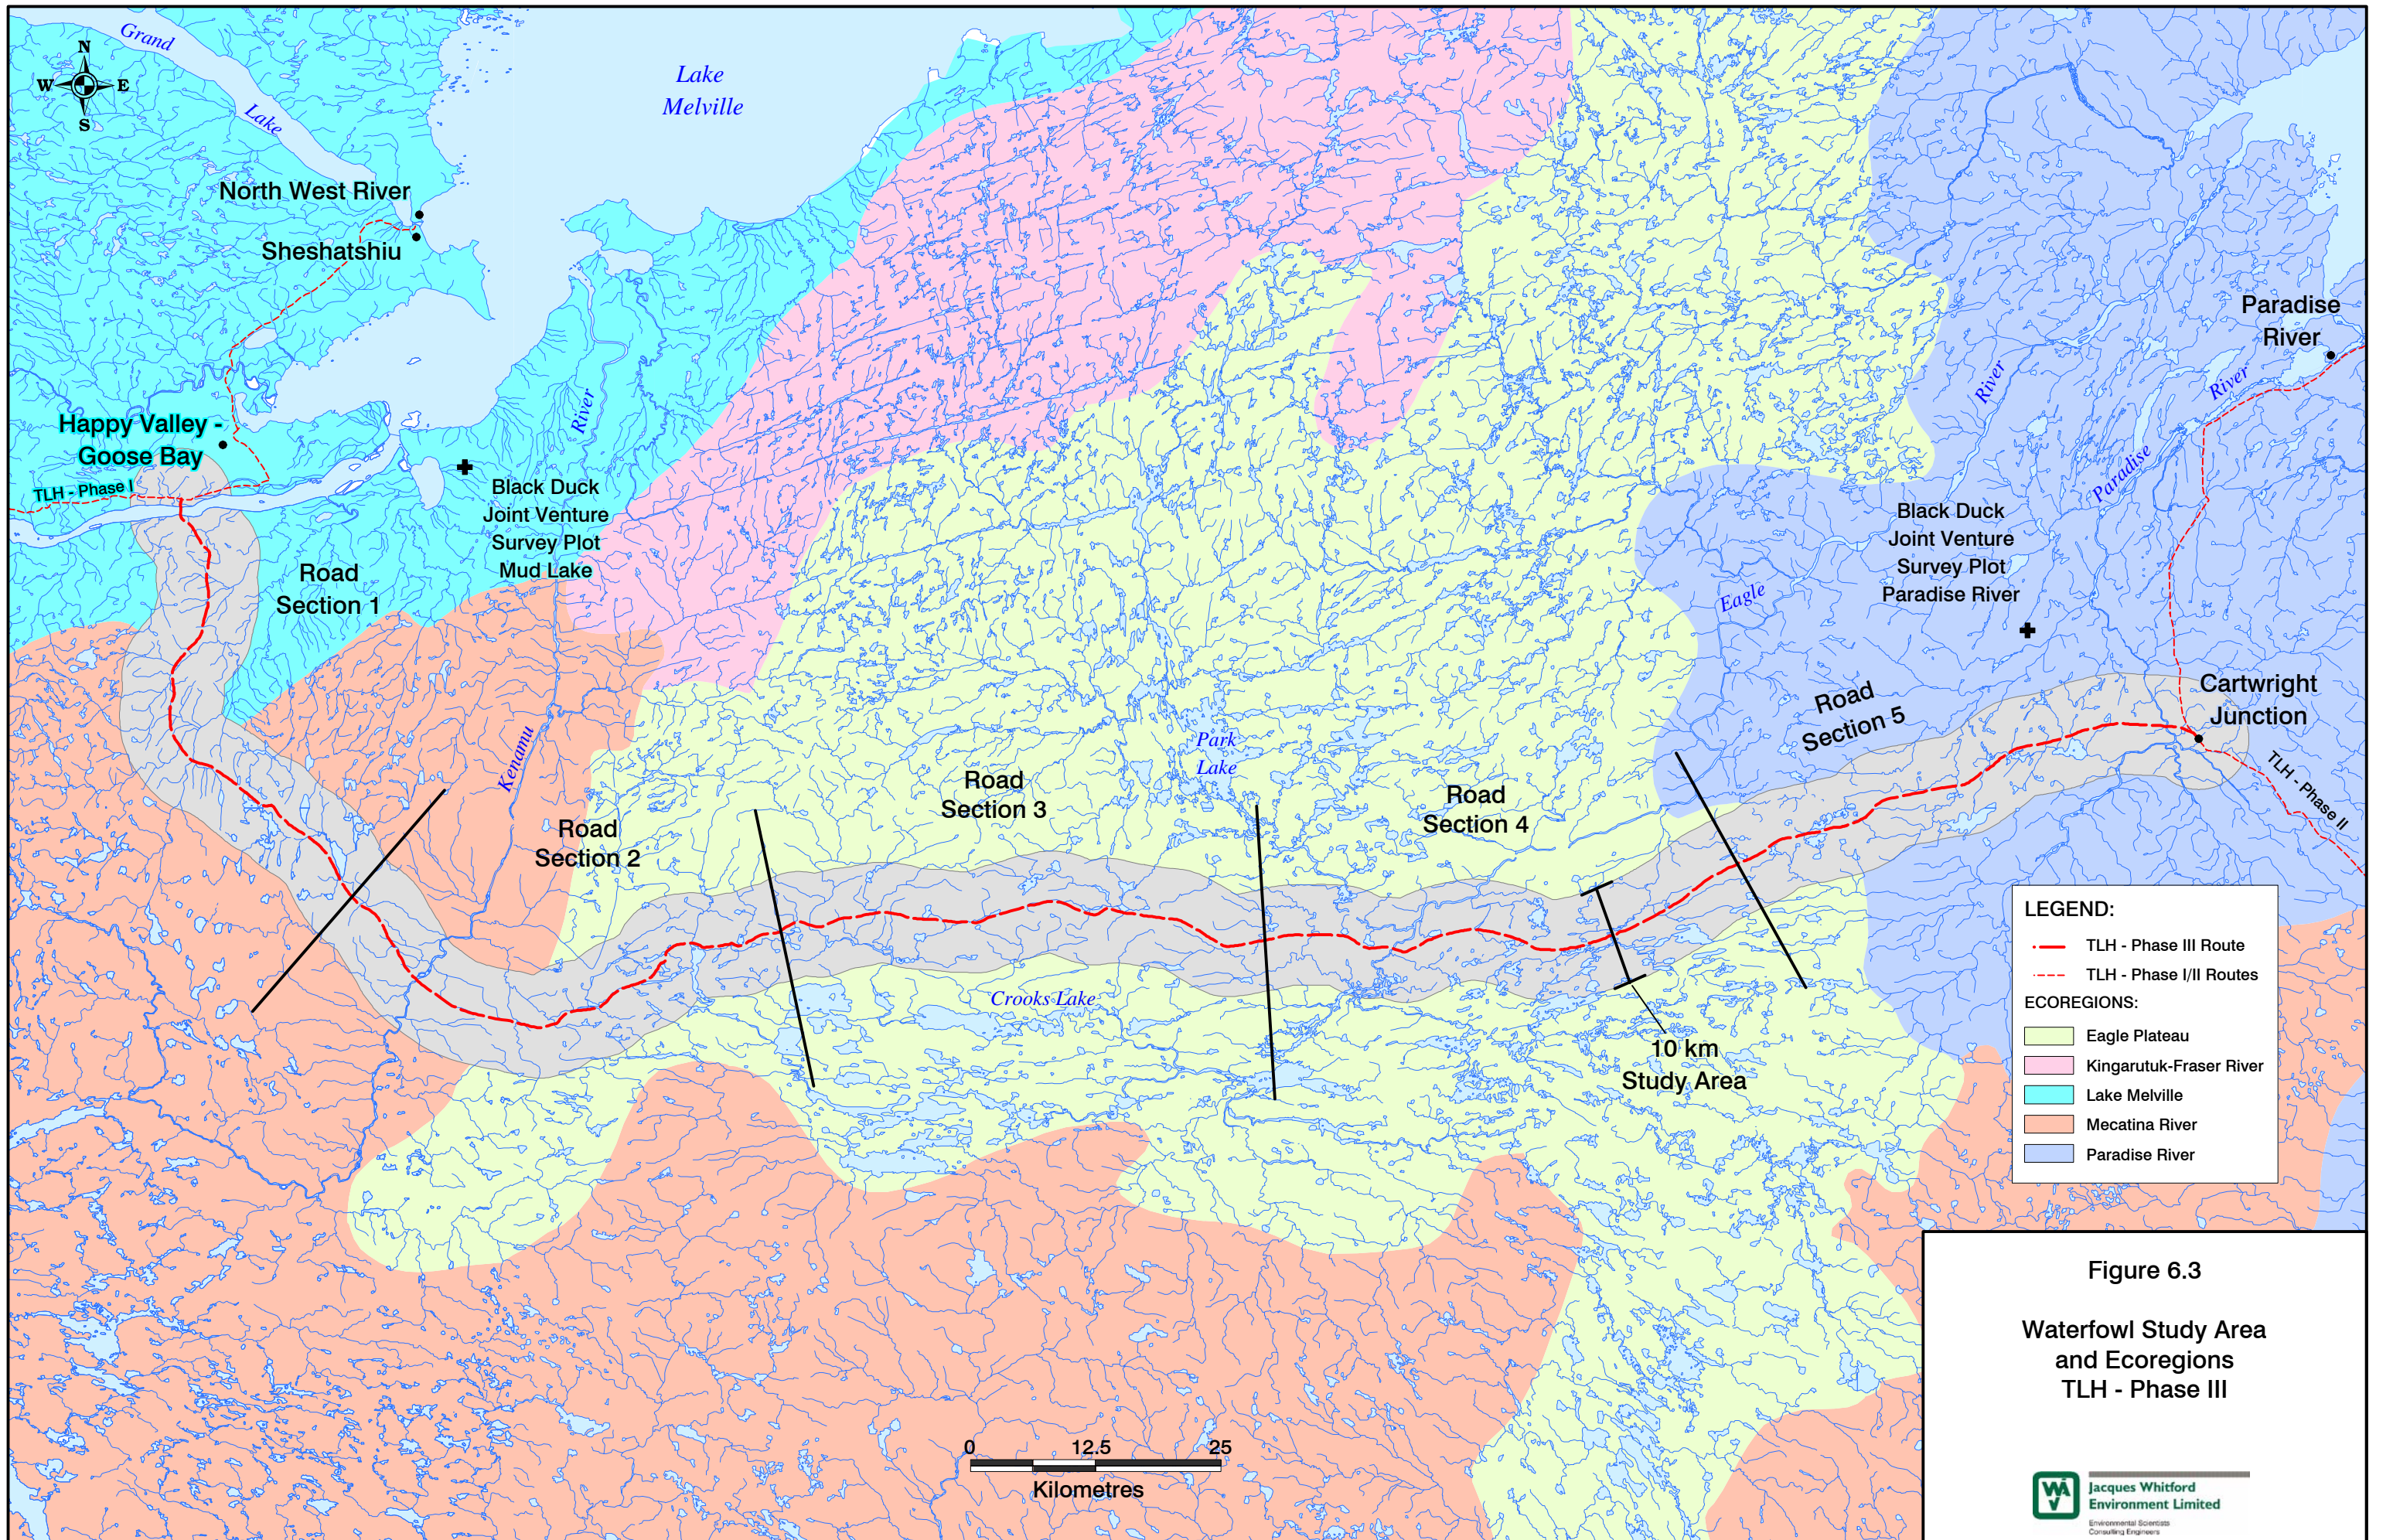 Grand
Lake
N
W
E
S
Lake
Melville
North West River
Sheshatshiu
Happy Valley -
Goose Bay
TLH - Phase I
River
Black Duck
Joint Venture
Survey Plot
Mud Lake
Road
Section 1
Kenamu
Road
Section 2
Road
Section 3
Park
Lake
Crooks Lake
Road
Section 4
10 km
Study Area
Eagle
River
Road
Section 5
Black Duck
Joint Venture
Survey Plot
Paradise River
Paradise
River
Paradise
River
Cartwright
Junction
TLH - Phase II
LEGEND:
TLH - Phase III Route
TLH - Phase I/II Routes
ECOREGIONS:
Eagle Plateau
Kingarutuk-Fraser River
Lake Melville
Mecatina River
Paradise River
0 12.5 25
Kilometres
Figure 6.3
Waterfowl Study Area
and Ecoregions
TLH - Phase III
Jacques Whitford
Environment Limited
Environmental Scientists
Consulting Engineers